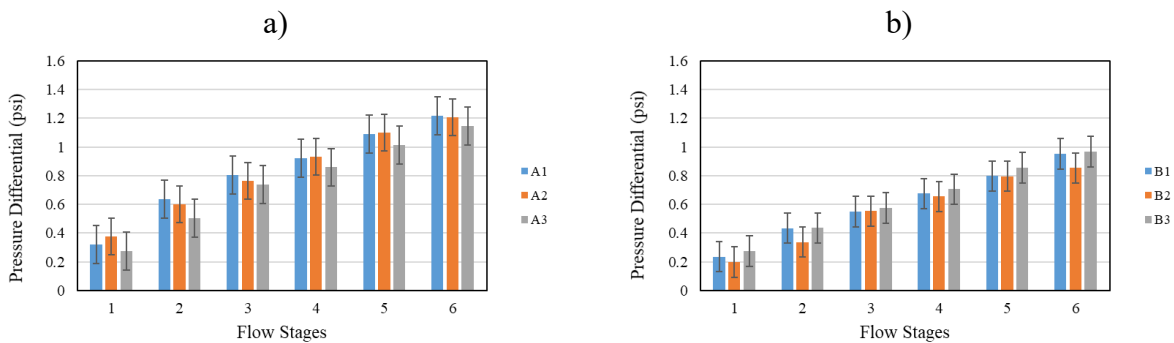 a)
1.6
1.4
1.2
1
0.8
0.6
0.4
0.2
0
Pressure Differential (psi)
1 2 3 4 5 6
Flow Stages
A1
A2
A3
b)
1.6
1.4
1.2
1
0.8
0.6
0.4
0.2
0
Pressure Differential (psi)
1 2 3 4 5 6
Flow Stages
B1
B2
B3